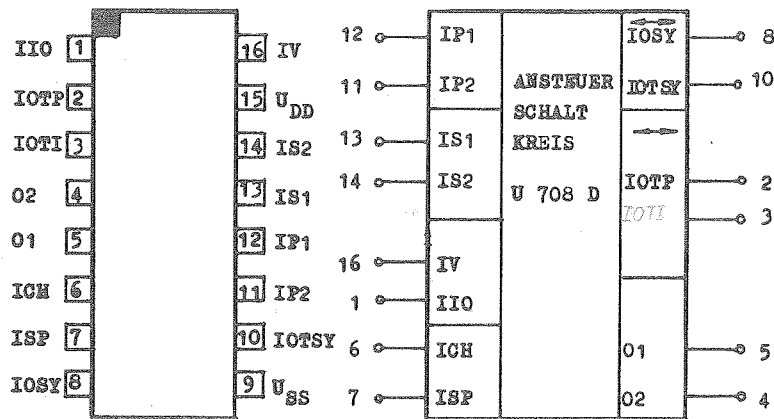 IIO 1 16 IV
IOTP 2 15 U_DD
IOTI 3 14 IS2
O2 4 13 IS1
O1 5 12 IP1
ICH 6 11 IP2
ISP 7 10 IOTSY
IOSY 8 9 U_SS
12 IP1
11 IP2
13 IS1
14 IS2
16 IV
1 IIO
6 ICH
7 ISP
ANSTEUER
SCHALT
KREIS
U 708 D
IOSY 8
IOTSY 10
IOTP 2
IOTI 3
O1 5
O2 4